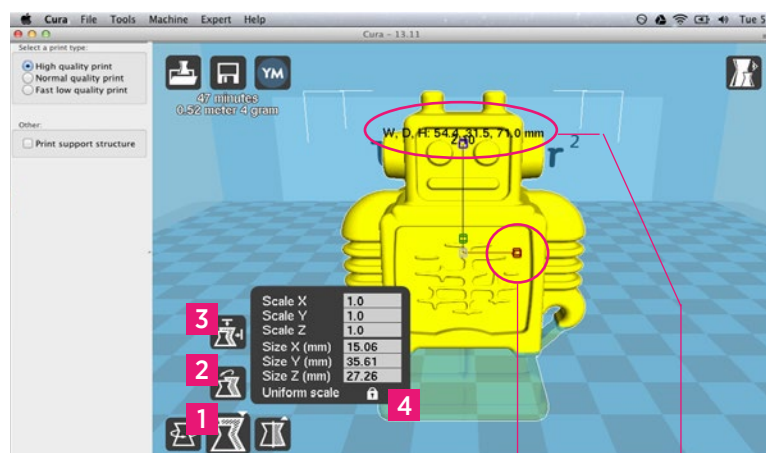 Cura File Tools Machine Expert Help Tue 5
Cura - 13.11
Select a print type:
High quality print
Normal quality print
Fast low quality print
Other:
Print support structure
YM
47 minutes
0.52 meter 4 gram
W, D, H: 54.4, 31.5, 71.0 mm
r 2
3
Scale X 1.0
Scale Y 1.0
Scale Z 1.0
Size X (mm) 15.06
Size Y (mm) 35.61
Size Z (mm) 27.26
Uniform scale
2
4
1